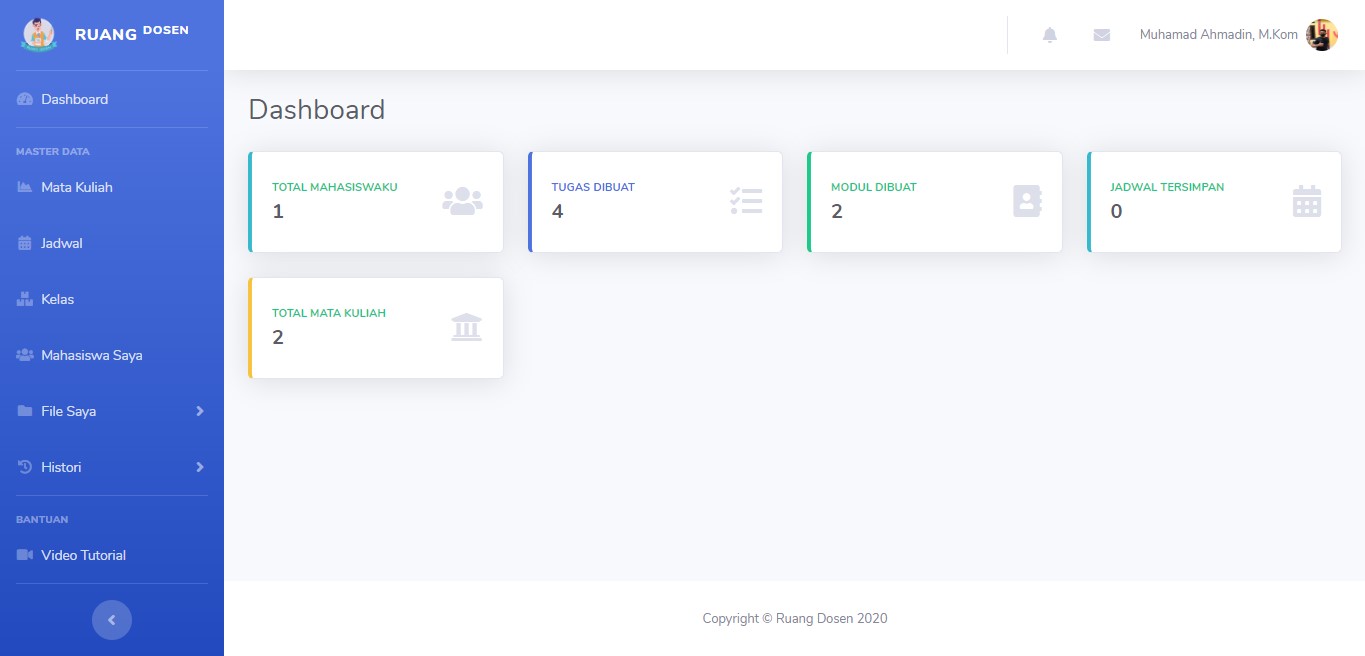 RUANG DOSEN
Muhamad Ahmadin, M.Kom
Dashboard
MASTER DATA
Mata Kuliah
Jadwal
Kelas
Mahasiswa Saya
File Saya
Histori
BANTUAN
Video Tutorial
Dashboard
TOTAL MAHASISWAKU
1
TUGAS DIBUAT
4
MODUL DIBUAT
2
JADWAL TERSIMPAN
0
TOTAL MATA KULIAH
2
Copyright © Ruang Dosen 2020